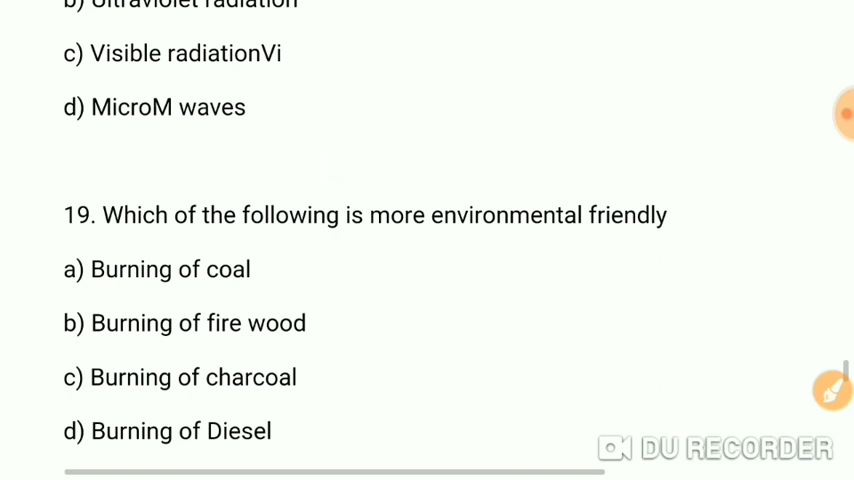 b) Ultraviolet radiation
c) Visible radiationVi
d) MicroM waves
19. Which of the following is more environmental friendly
a) Burning of coal
b) Burning of fire wood
c) Burning of charcoal
d) Burning of Diesel
DU RECORDER